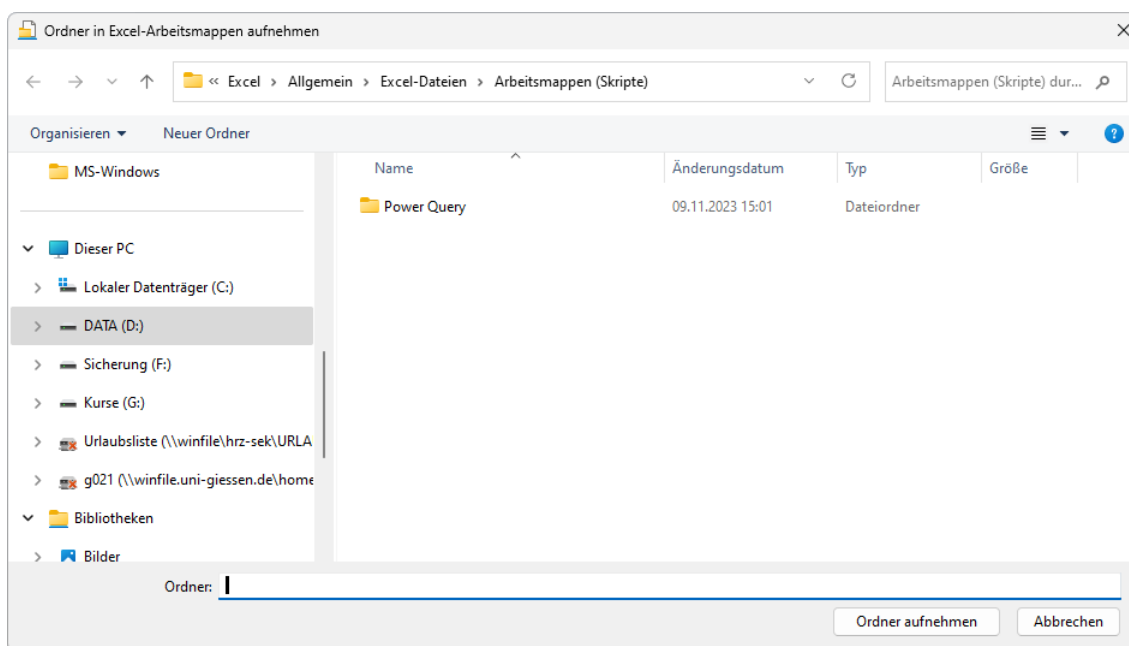 Ordner in Excel-Arbeitsmappen aufnehmen
« Excel > Allgemein > Excel-Dateien > Arbeitsmappen (Skripte)
Arbeitsmappen (Skripte) dur...
Organisieren
Neuer Ordner
MS-Windows
Name
Änderungsdatum
Typ
Größe
Power Query
09.11.2023 15:01
Dateiordner
Dieser PC
Lokaler Datenträger (C:)
DATA (D:)
Sicherung (F:)
Kurse (G:)
Urlaubsliste (\\winfile\hrz-sek\URLA
g021 (\\winfile.uni-giessen.de\home
Bibliotheken
Bilder
Ordner:
Ordner aufnehmen
Abbrechen